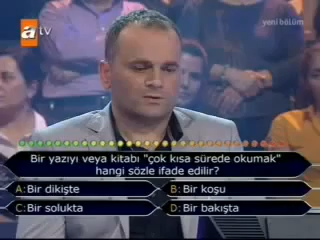 atv
yeni bölüm
Bir yazıyı veya kitabı "çok kısa sürede okumak"
hangi sözle ifade edilir?
A: Bir dikişte
B: Bir koşu
C: Bir solukta
D: Bir bakışta